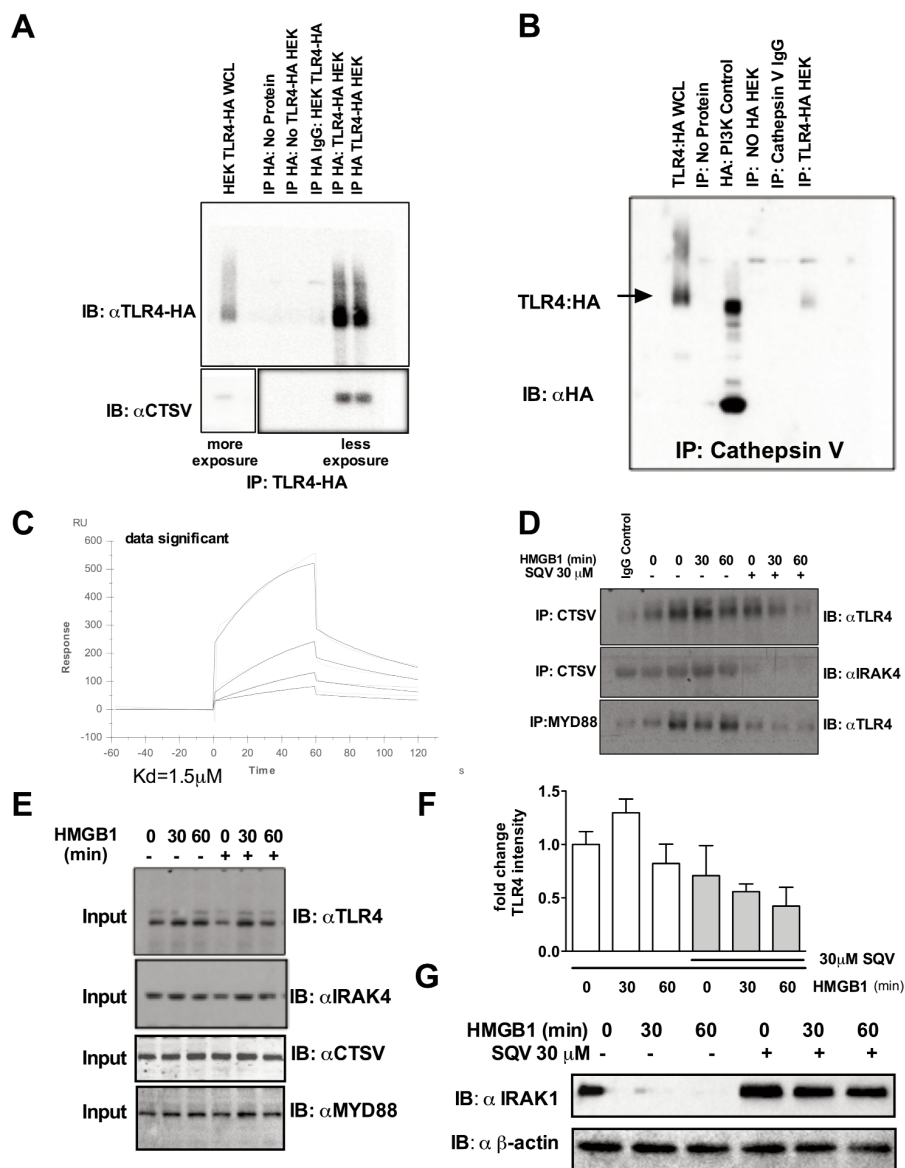 A
HEK TLR4-HA WCL
IP HA: No Protein
IP HA: No TLR4-HA HEK
IP HA IgG: HEK TLR4-HA
IP HA: TLR4-HA HEK
IP HA TLR4-HA HEK
IB: αTLR4-HA
IB: αCTSV
more exposure
less exposure
IP: TLR4-HA
B
TLR4:HA WCL
IP: No Protein
HA: PI3K Control
IP: NO HA HEK
IP: Cathepsin V IgG
IP: TLR4-HA HEK
TLR4:HA
IB: αHA
IP: Cathepsin V
C
RU
data significant
600
500
400
300
200
100
0
-100
Response
-60 -40 -20 0 20 40 60 80 100 120
Time
s
Kd=1.5μM
D
IgG Control
HMGB1 (min) 0 0 30 60 0 30 60
SQV 30 μM - - - - + + +
IP: CTSV IB: αTLR4
IP: CTSV IB: αIRAK4
IP:MYD88 IB: αTLR4
E
HMGB1 0 30 60 0 30 60
(min) - - - + + +
Input IB: αTLR4
Input IB: αIRAK4
Input IB: αCTSV
Input IB: αMYD88
F
fold change
TLR4 intensity
1.5
1.0
0.5
0.0
30μM SQV
0 30 60 0 30 60 HMGB1 (min)
G
HMGB1 (min) 0 30 60 0 30 60
SQV 30 μM - - - + + +
IB: α IRAK1
IB: α β-actin